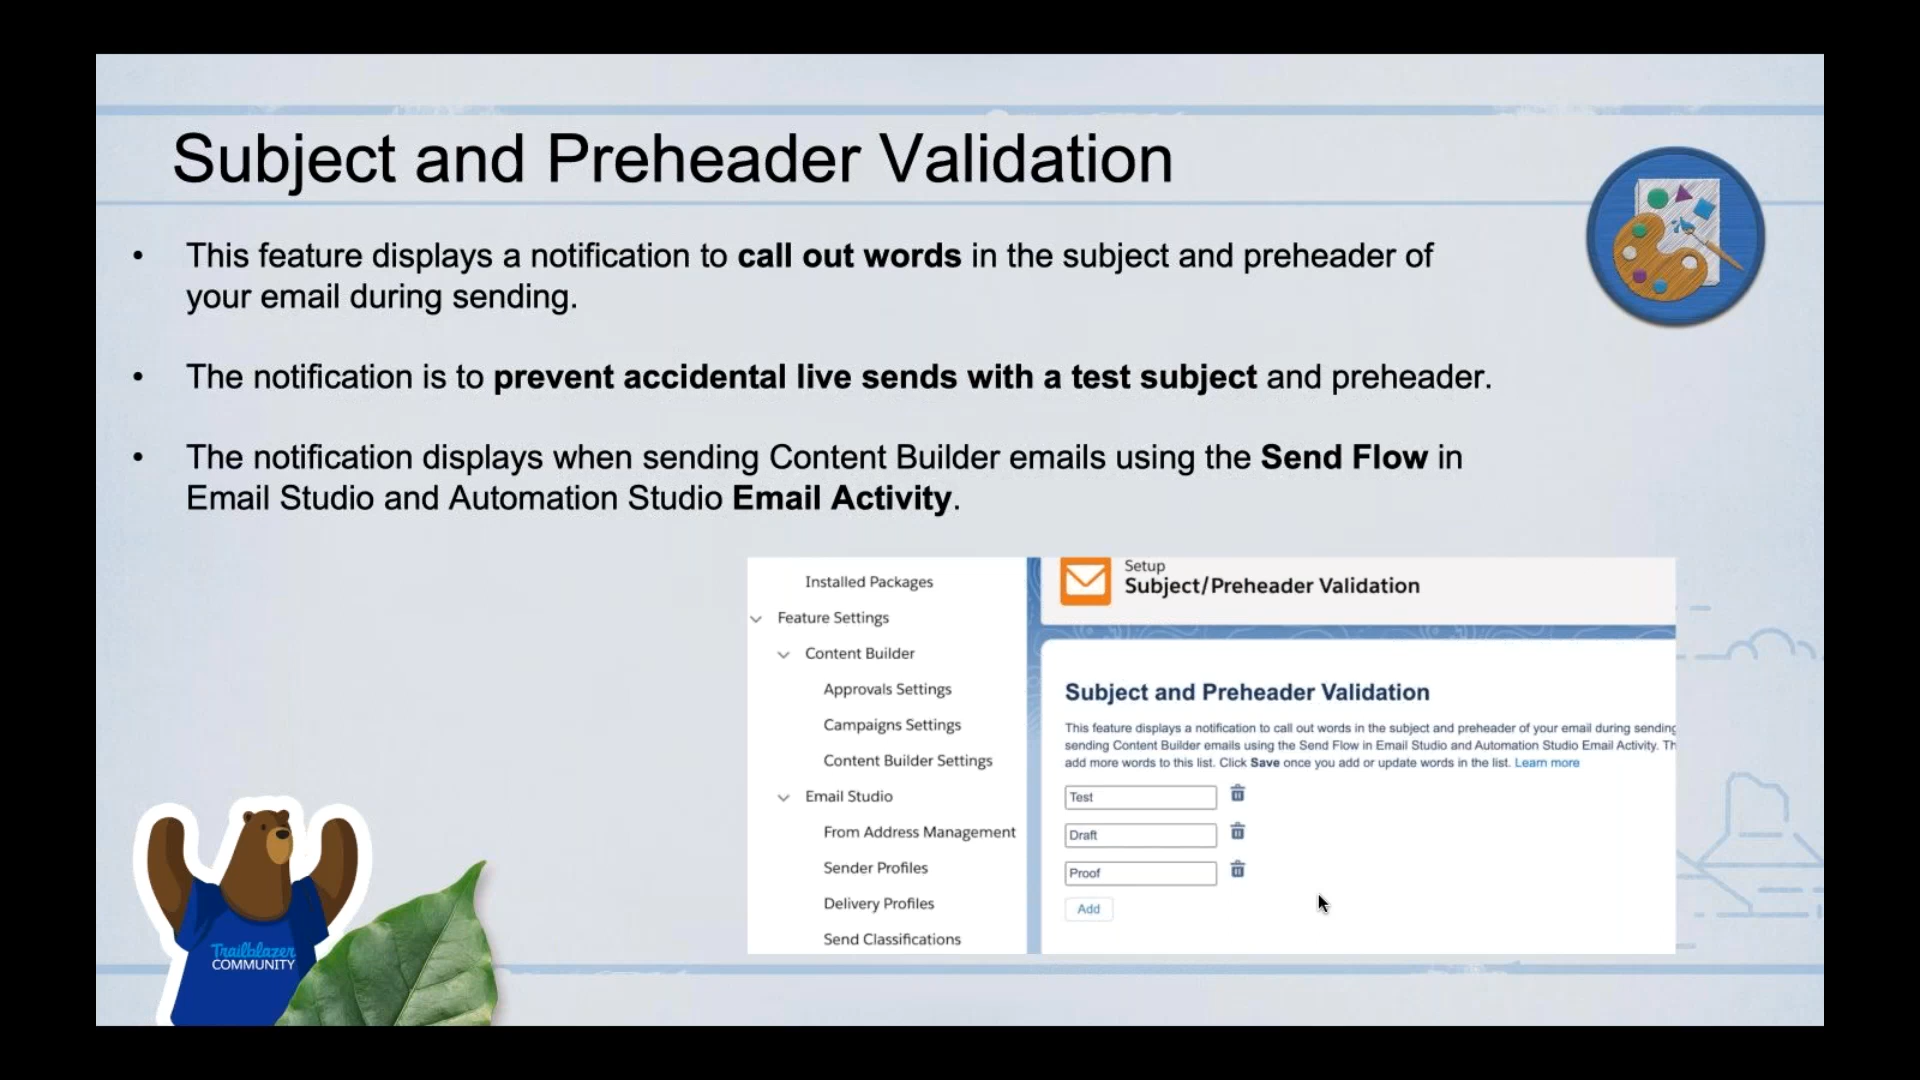 Subject and Preheader Validation
• This feature displays a notification to call out words in the subject and preheader of
your email during sending.
• The notification is to prevent accidental live sends with a test subject and preheader.
• The notification displays when sending Content Builder emails using the Send Flow in
Email Studio and Automation Studio Email Activity.
Installed Packages
Feature Settings
Content Builder
Approvals Settings
Campaigns Settings
Content Builder Settings
Email Studio
From Address Management
Sender Profiles
Delivery Profiles
Send Classifications
Setup
Subject/Preheader Validation
Subject and Preheader Validation
This feature displays a notification to call out words in the subject and preheader of your email during sending
sending Content Builder emails using the Send Flow in Email Studio and Automation Studio Email Activity. Th
add more words to this list. Click Save once you add or update words in the list. Learn more
Test
Draft
Proof
Add
Trailblazer
COMMUNITY